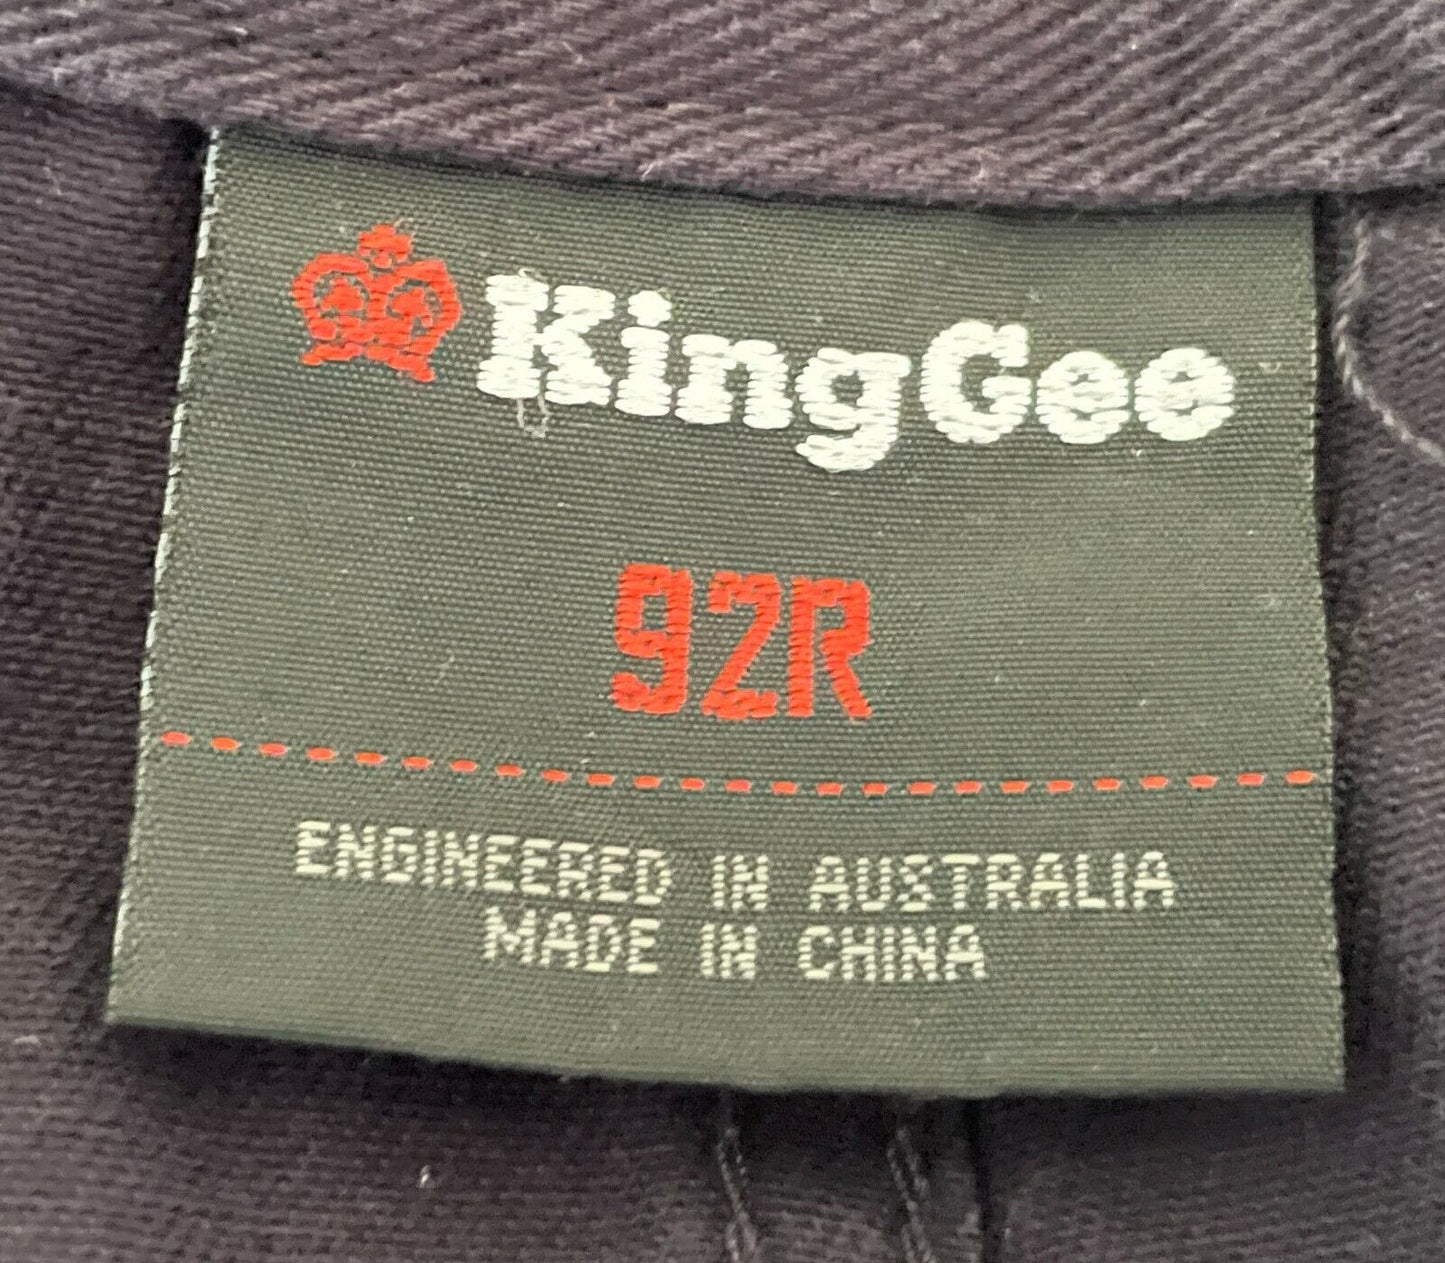 KingGee
92R
ENGINEERED IN AUSTRALIA
MADE IN CHINA